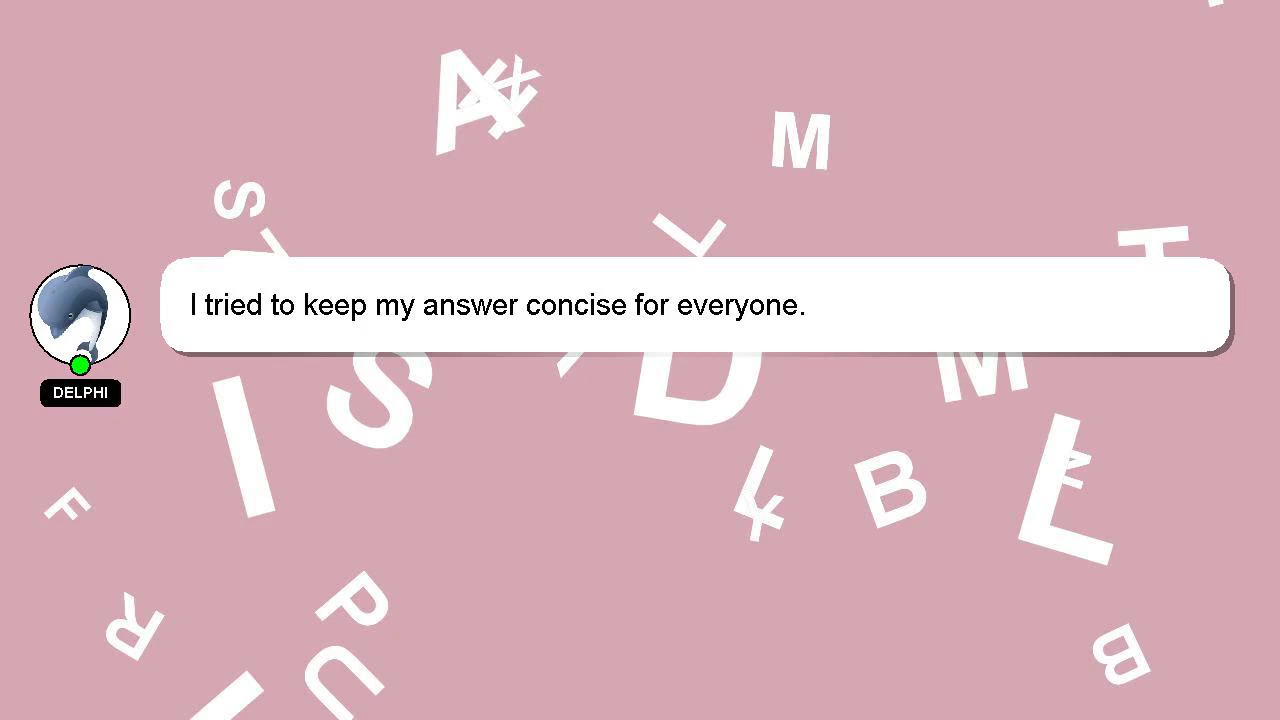 I tried to keep my answer concise for everyone.
DELPHI
A
M
S
L
I
S
D
M
L
B
L
F
P
R
U
B